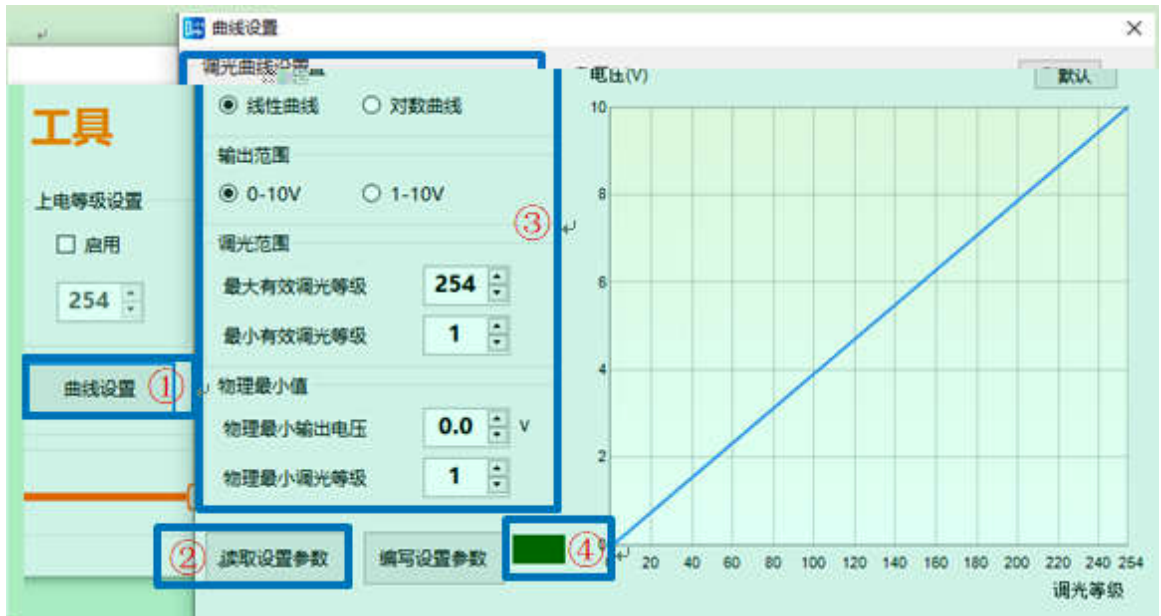 曲线设置
调光曲线设置
电压(V)
默认
线性曲线
对数曲线
工具
输出范围
0-10V
1-10V
上电等级设置
启用
254
③
调光范围
最大有效调光等级
254
最小有效调光等级
1
曲线设置
①
物理最小值
物理最小输出电压
0.0
V
物理最小调光等级
1
②
读取设置参数
编写设置参数
④
10
8
6
4
2
0
20 40 60 80 100 120 140 160 180 200 220 240 254
调光等级